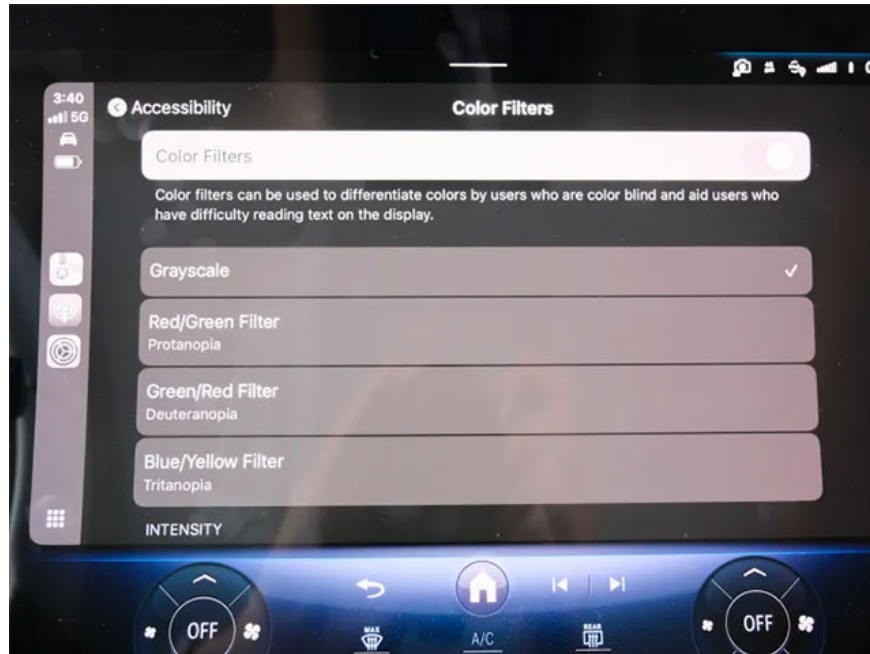 3:40
5G
Accessibility
Color Filters
Color Filters
Color filters can be used to differentiate colors by users who are color blind and aid users who
have difficulty reading text on the display.
Grayscale
Red/Green Filter
Protanopia
Green/Red Filter
Deuteranopia
Blue/Yellow Filter
Tritanopia
INTENSITY
OFF
MAX
A/C
REAR
OFF